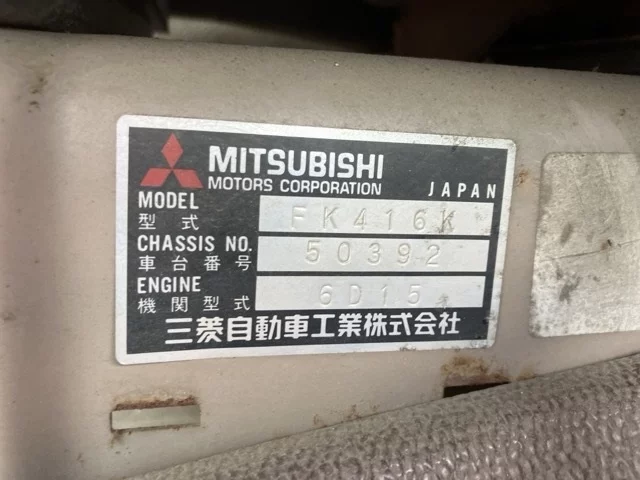 MITSUBISHI
MOTORS CORPORATION JAPAN
MODEL
型式 FK416K
CHASSIS NO.
車台番号 50392
ENGINE
機関型式 6D15
三菱自動車工業株式会社